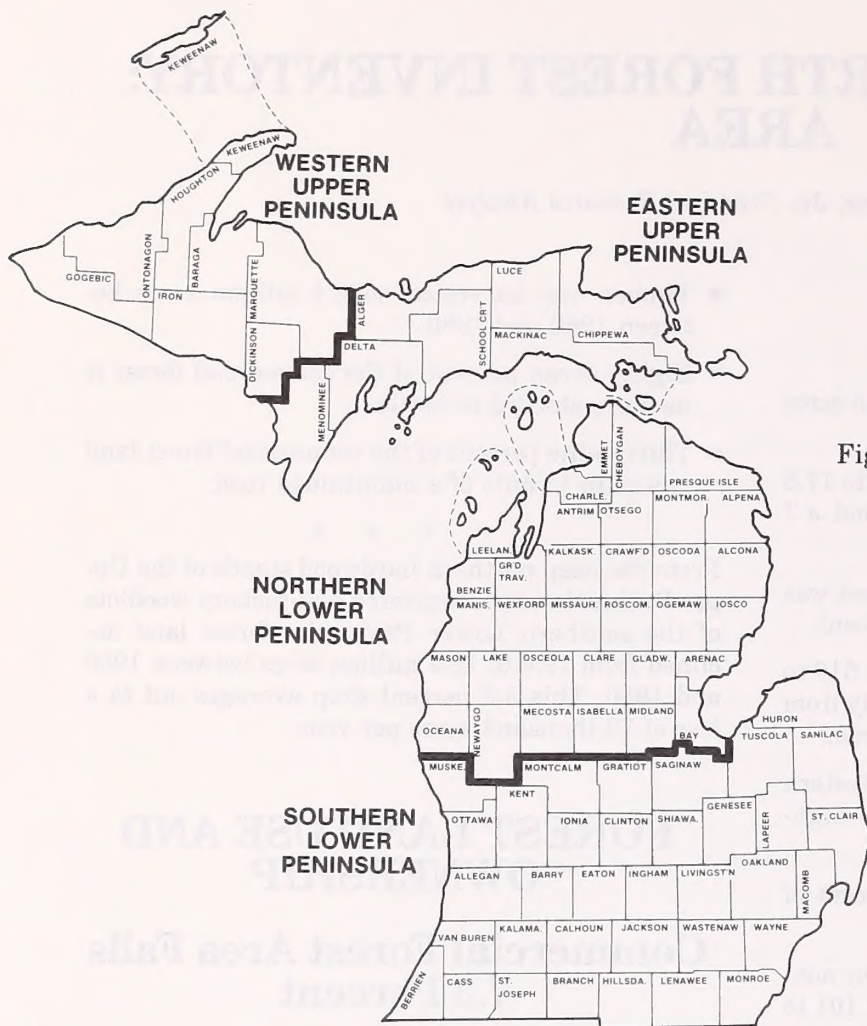 KEWEENAW
KEWEENAW
HOUGHTON
WESTERN
UPPER
PENINSULA
EASTERN
UPPER
PENINSULA
GOGEBIC
ONTONAGON
IRON
BARAGA
MARQUETTE
DICKINSON
MENOMINEE
ALGER
DELTA
SCHOOL CRT
LUCE
MACKINAC
CHIPPEWA
Fig
EMMET
CHEBOYGAN
PRESQUE ISLE
CHARLE.
ANTRIM
OTSEGO
MONTMOR.
ALPENA
LEELAN.
GR'D
TRAV.
KALKASK.
CRAWF'D
OSCODA
ALCONA
BENZIE
MANIS.
WEXFORD
MISSAUK.
ROSCOM.
OGEMAW
IOSCO
NORTHERN
LOWER
PENINSULA
MASON
LAKE
OSCEOLA
CLARE
GLADW.
ARENAC
OCEANA
NEWAYGO
MECOSTA
ISABELLA
MIDLAND
BAY
HURON
TUSCOLA
SANILAC
MUSKE.
MONTCALM
GRATIOT
SAGINAW
KENT
SOUTHERN
LOWER
PENINSULA
OTTAWA
IONIA
CLINTON
SHIAWA.
GENESEE
LAPEER
ST. CLAIR
ALLEGAN
BARRY
EATON
INGHAM
LIVINGST'N
OAKLAND
MACOMB
VAN BUREN
KALAMA.
CALHOUN
JACKSON
WASTENAW
WAYNE
BERRIEN
CASS
ST.
JOSEPH
BRANCH
HILLSDA.
LENAWEE
MONROE